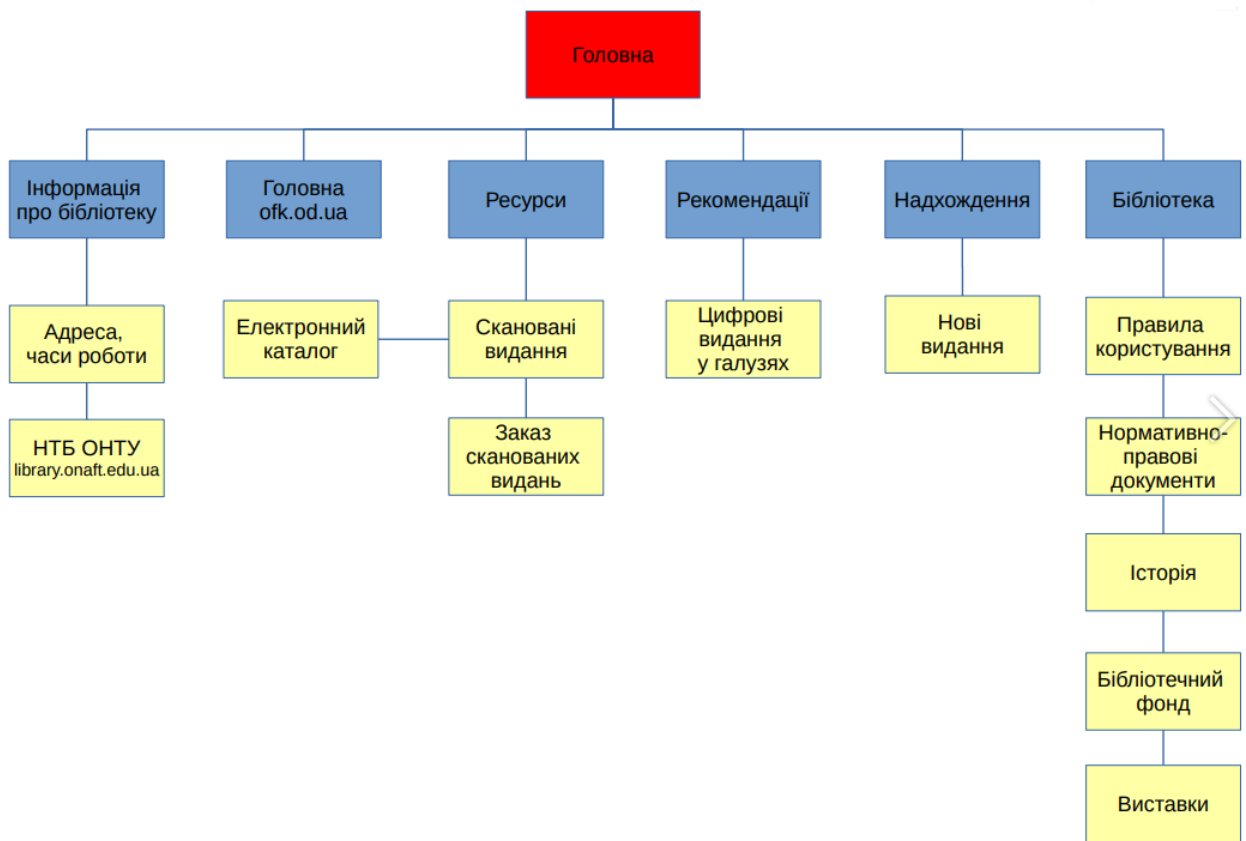 Головна
Інформація
про бібліотеку
Головна
ofk.od.ua
Ресурси
Рекомендації
Надхождення
Бібліотека
Адреса,
часи роботи
Електронний
каталог
Скановані
видання
Цифрові
видання
у галузях
Нові
видання
Правила
користування
НТБ ОНТУ
library.onaft.edu.ua
Заказ
сканованих
видань
Нормативно-
правові
документи
Історія
Бібліотечний
фонд
Виставки